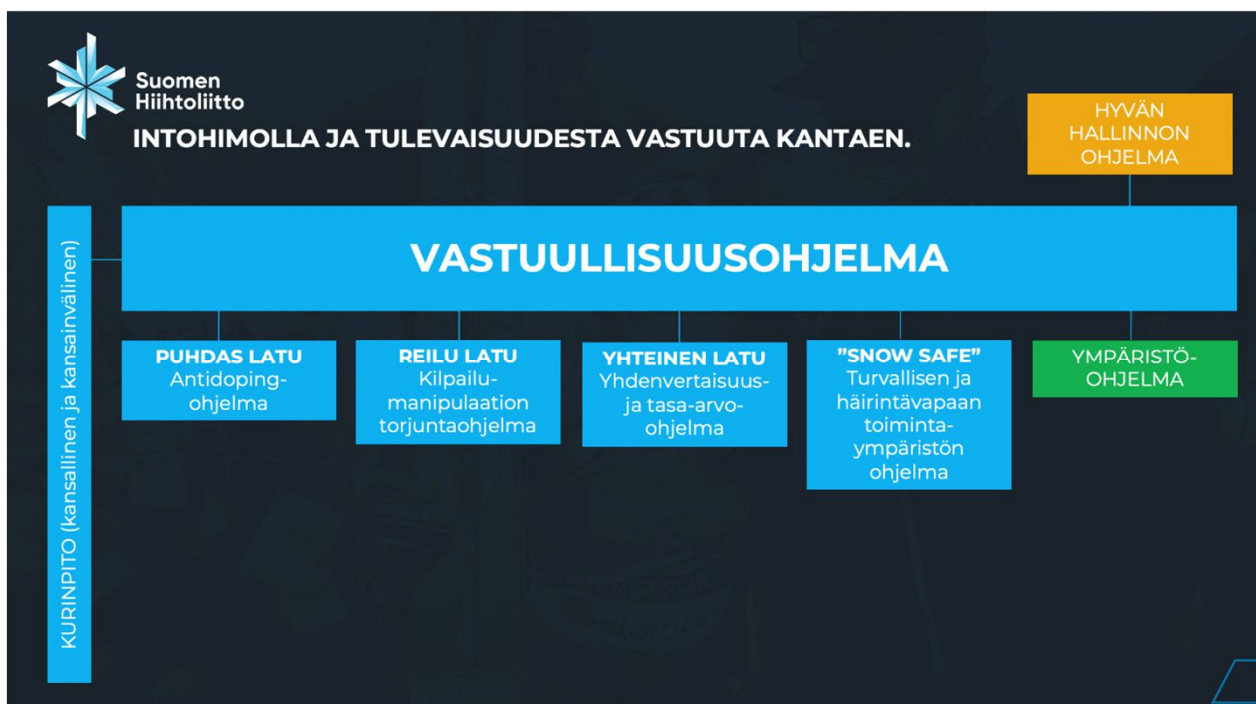 Suomen
Hiihtoliitto
INTOHIMOLLA JA TULEVAISUUDESTA VASTUUTA KANTAEN.
HYVÄN
HALLINNON
OHJELMA
KURINPITO (kansallinen ja kansainvälinen)
VASTUULLISUUSOHJELMA
PUHDAS LATU
Antidoping-
ohjelma
REILU LATU
Kilpailu-
manipulaation
torjuntaohjelma
YHTEINEN LATU
Yhdenvertaisuus-
ja tasa-arvo-
ohjelma
"SNOW SAFE"
Turvallisen ja
häirintävapaan
toiminta-
ympäristön
ohjelma
YMPÄRISTÖ-
OHJELMA